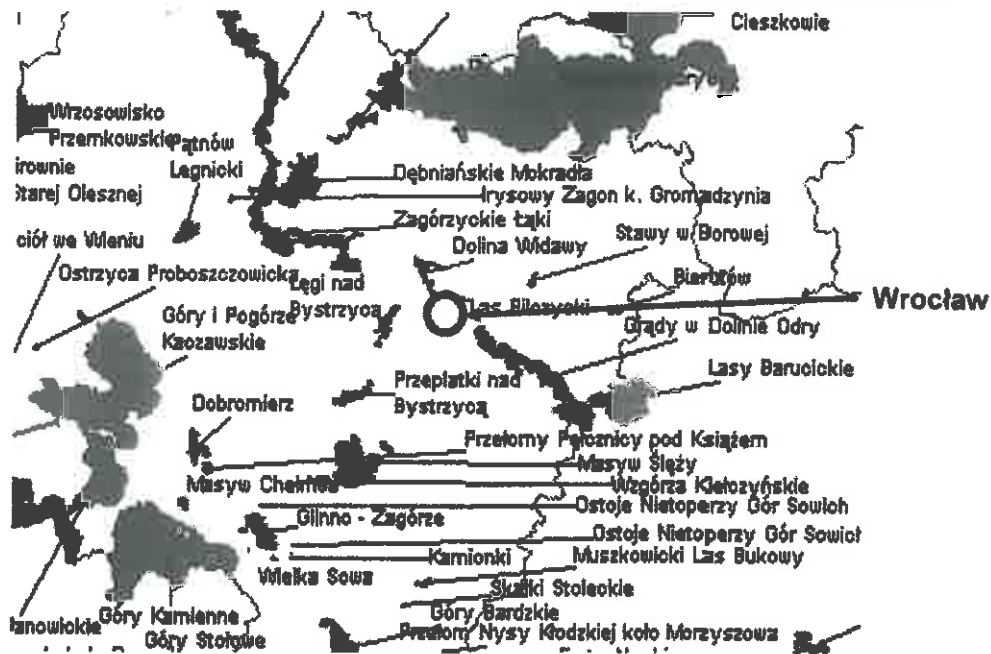 Cieszkowie
Wrzosowisko
Przemkowskie
Pątnów
Legnicki
irownie
Starej Olesznej
Dębniańskie Mokradła
Irysowy Zagon k. Gromadzynia
Zagórzyckie Łąki
Stawy w Borowej
ciół we Wleniu
Dolina Widawy
Ostrzyca Proboszczowicka
Łęgi nad
Bystrzycą
Bierutów
Las Pilczycki
Wrocław
Góry i Pogórze
Kaczawskie
Grądy w Dolinie Odry
Lasy Barucickie
Przeplatki nad
Bystrzycą
Dobromierz
Przełomy Pełcznicy pod Książem
Masyw Ślęży
Masyw Chełmca
Wzgórza Kiełczyńskie
Ostoje Nietoperzy Gór Sowich
Glinno - Zagórze
Ostoje Nietoperzy Gór Sowich
Kamionki
Muszkowicki Las Bukowy
Wielka Sowa
Skałki Stoleckie
Góry Bardzkie
Góry Kamienne
Góry Stołowe
Janowickie
Przełom Nysy Kłodzkiej koło Morzyszowa